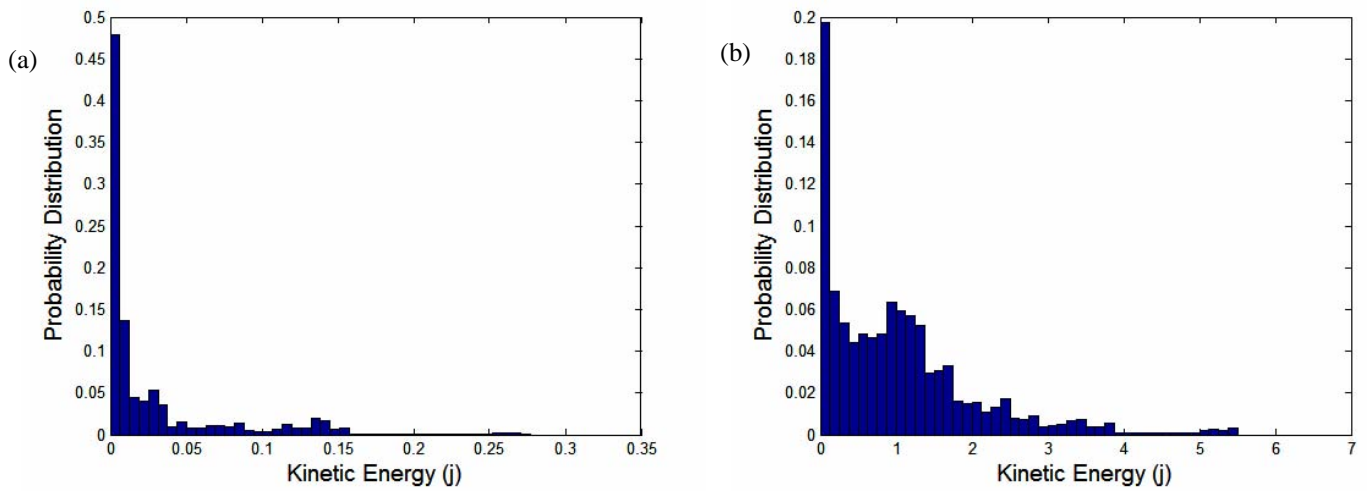 (a)
0.5
0.45
0.4
0.35
0.3
0.25
0.2
0.15
0.1
0.05
0
Probability Distribution
0 0.05 0.1 0.15 0.2 0.25 0.3 0.35
Kinetic Energy (j)
(b)
0.2
0.18
0.16
0.14
0.12
0.1
0.08
0.06
0.04
0.02
0
Probability Distribution
0 1 2 3 4 5 6 7
Kinetic Energy (j)